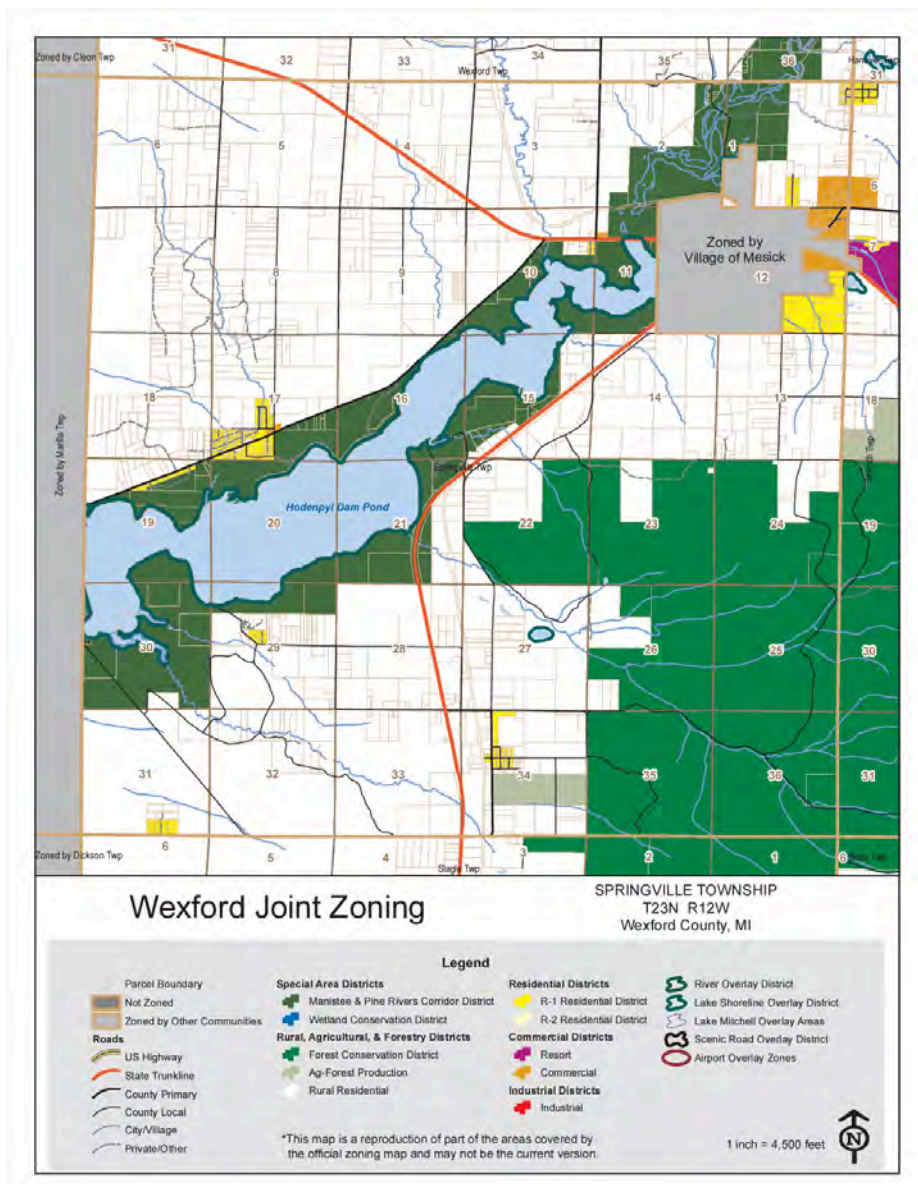 31
32
33
34
35
36
31
Zoned by Cleon Twp
Wexford Twp
6
5
4
3
2
1
6
Zoned by
Village of Mesick
7
8
9
10
11
12
7
Zoned by Marilla Twp
18
17
16
15
14
13
18
Springville Twp
Hodenpyl Dam Pond
19
20
21
22
23
24
19
30
29
28
27
26
25
30
31
32
33
34
35
36
31
Zoned by Dickson Twp
6
5
4
3
2
1
6
Slagle Twp
Wexford Joint Zoning
SPRINGVILLE TOWNSHIP
T23N R12W
Wexford County, MI
Legend
Parcel Boundary
Not Zoned
Zoned by Other Communities
Roads
US Highway
State Trunkline
County Primary
County Local
City/Village
Private/Other
Special Area Districts
Manistee & Pine Rivers Corridor District
Wetland Conservation District
Rural, Agricultural, & Forestry Districts
Forest Conservation District
Ag-Forest Production
Rural Residential
Residential Districts
R-1 Residential District
R-2 Residential District
Commercial Districts
Resort
Commercial
Industrial Districts
Industrial
River Overlay District
Lake Shoreline Overlay District
Lake Mitchell Overlay Areas
Scenic Road Overlay District
Airport Overlay Zones
*This map is a reproduction of part of the areas covered by
the official zoning map and may not be the current version.
1 inch = 4,500 feet
N